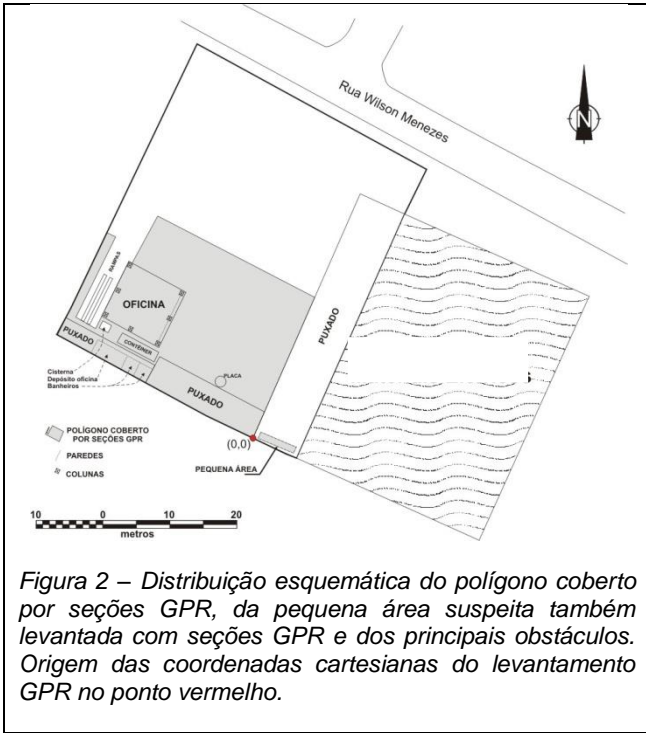 Rua Wilson Menezes
N
RAMPAS
OFICINA
PUXADO
PUXADO
CONTÊINER
Cisterna
Depósito oficina
Banheiros
PLACA
PUXADO
(0,0)
PEQUENA ÁREA
POLÍGONO COBERTO
POR SEÇÕES GPR
PAREDES
COLUNAS
10 0 10 20
metros
Figura 2 – Distribuição esquemática do polígono coberto
por seções GPR, da pequena área suspeita também
levantada com seções GPR e dos principais obstáculos.
Origem das coordenadas cartesianas do levantamento
GPR no ponto vermelho.